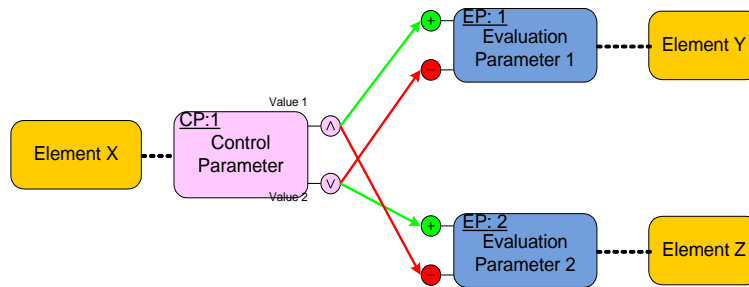 EP: 1
+
Evaluation
Parameter 1
−
Element Y
Value 1
CP:1
Control
Parameter
Element X
Λ
V
Value 2
EP: 2
+
Evaluation
Parameter 2
−
Element Z